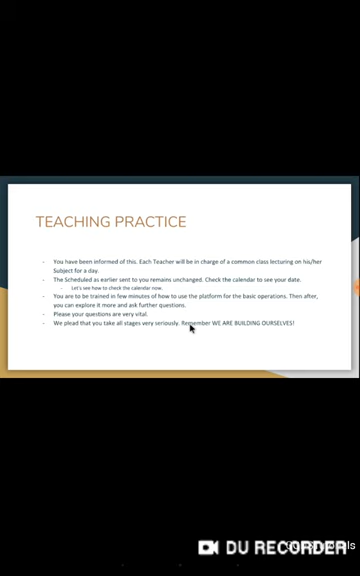 TEACHING PRACTICE
- You have been informed of this. Each Teacher will be in charge of a common class lecturing on his/her
Subject for a day.
- The Scheduled as earlier sent to you remains unchanged. Check the calendar to see your date.
- Let's see how to check the calendar now.
- You are to be trained in few minutes of how to use the platform for the basic operations. Then after,
you can explore it more and ask further questions.
- Please your questions are very vital.
- We plead that you take all stages very seriously. Remember WE ARE BUILDING OURSELVES!
DU RECORDER